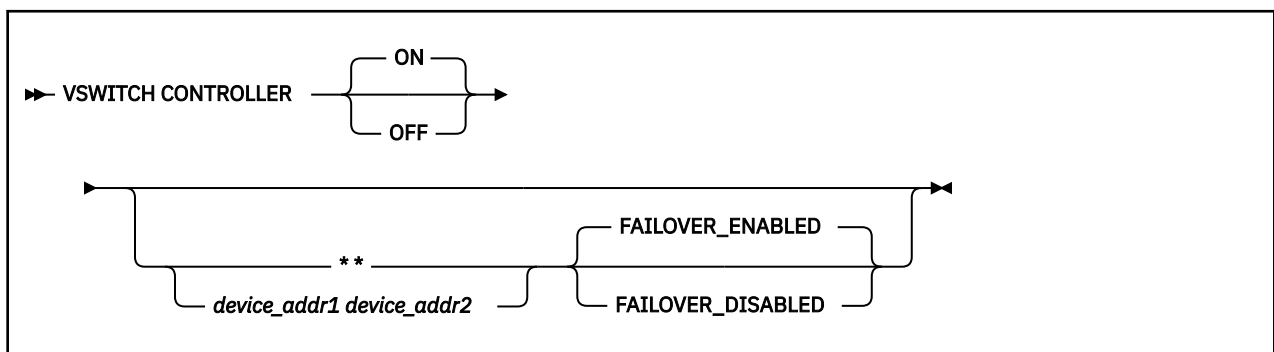 ON
VSWITCH CONTROLLER
OFF
FAILOVER_ENABLED
* *
device_addr1 device_addr2
FAILOVER_DISABLED